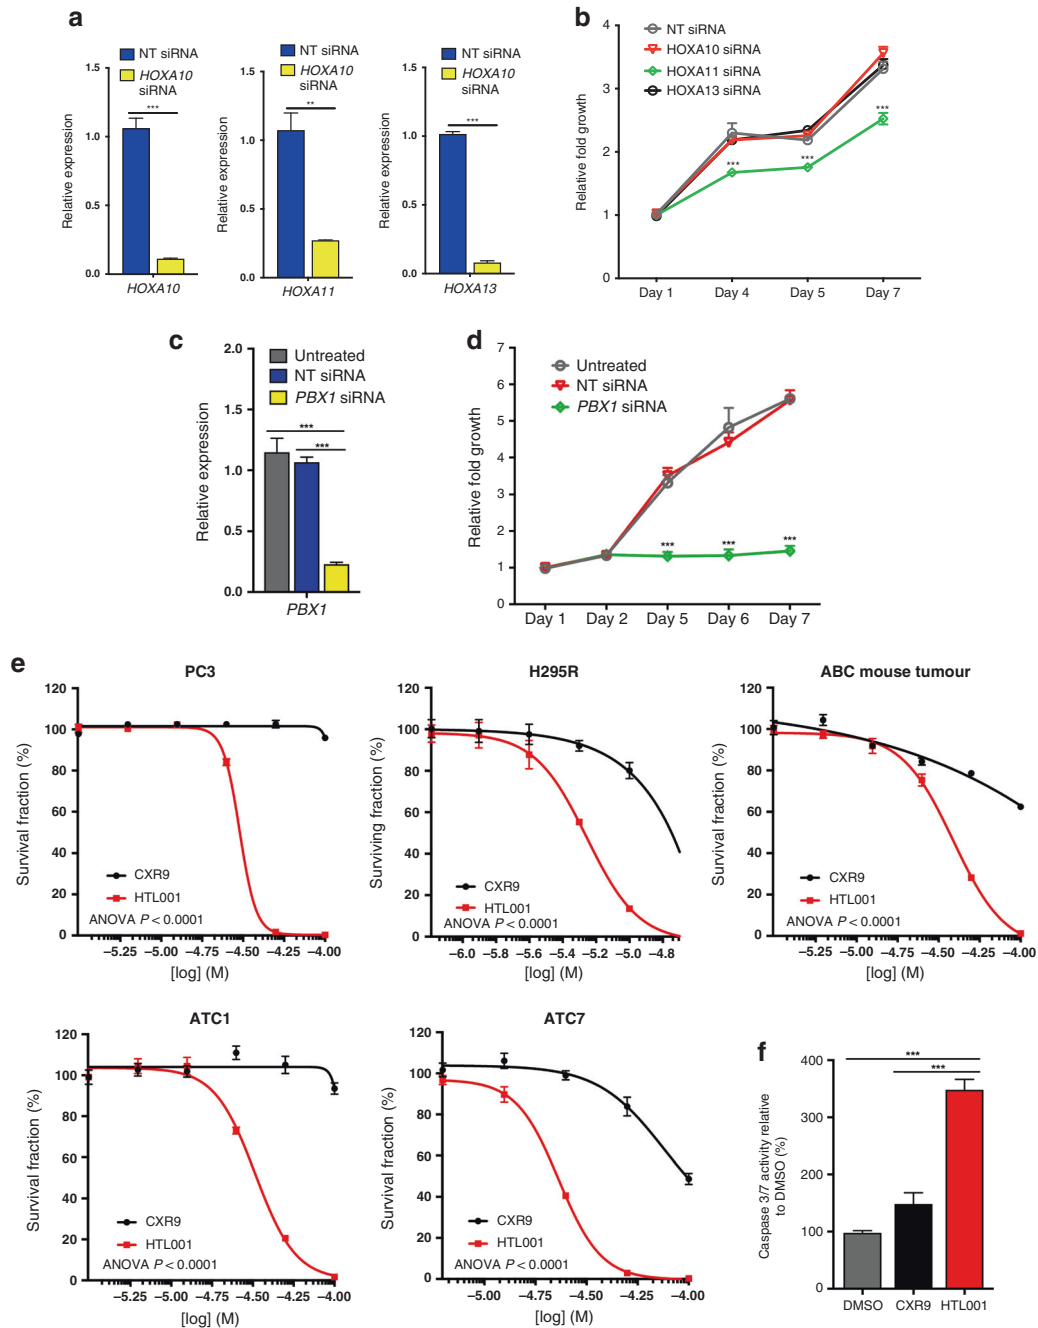 a
NT siRNA
HOXA10
siRNA
***
1.5
1.0
0.5
0.0
Relative expression
HOXA10
NT siRNA
HOXA10
siRNA
**
1.5
1.0
0.5
0.0
Relative expression
HOXA11
NT siRNA
HOXA10
siRNA
***
1.5
1.0
0.5
0.0
Relative expression
HOXA13
b
NT siRNA
HOXA10 siRNA
HOXA11 siRNA
HOXA13 siRNA
4
3
2
1
0
Relative fold growth
***
***
***
Day 1
Day 4
Day 5
Day 7
c
Untreated
NT siRNA
PBX1 siRNA
***
***
2.0
1.5
1.0
0.5
0.0
Relative expression
PBX1
d
Untreated
NT siRNA
PBX1 siRNA
7
6
5
4
3
2
1
0
Relative fold growth
***
***
***
Day 1
Day 2
Day 5
Day 6
Day 7
e
PC3
120
100
80
60
40
20
0
Survival fraction (%)
CXR9
HTL001
ANOVA P < 0.0001
−5.25 −5.00 −4.75 −4.50 −4.25 −4.00
[log] (M)
H295R
120
100
80
60
40
20
0
Surviving fraction (%)
CXR9
HTL001
ANOVA P < 0.0001
−6.0 −5.8 −5.6 −5.4 −5.2 −5.0 −4.8
[log] (M)
ABC mouse tumour
120
100
80
60
40
20
0
Survival fraction (%)
CXR9
HTL001
ANOVA P < 0.0001
−5.25 −5.00 −4.75 −4.50 −4.25 −4.00
[log] (M)
ATC1
120
100
80
60
40
20
0
Survival fraction (%)
CXR9
HTL001
ANOVA P < 0.0001
−5.25 −5.00 −4.75 −4.50 −4.25 −4.00
[log] (M)
ATC7
120
100
80
60
40
20
0
Survival fraction (%)
CXR9
HTL001
ANOVA P < 0.0001
−5.00 −4.75 −4.50 −4.25 −4.00
[log] (M)
f
***
***
400
300
200
100
0
Caspase 3/7 activity relative
to DMSO (%)
DMSO CXR9 HTL001